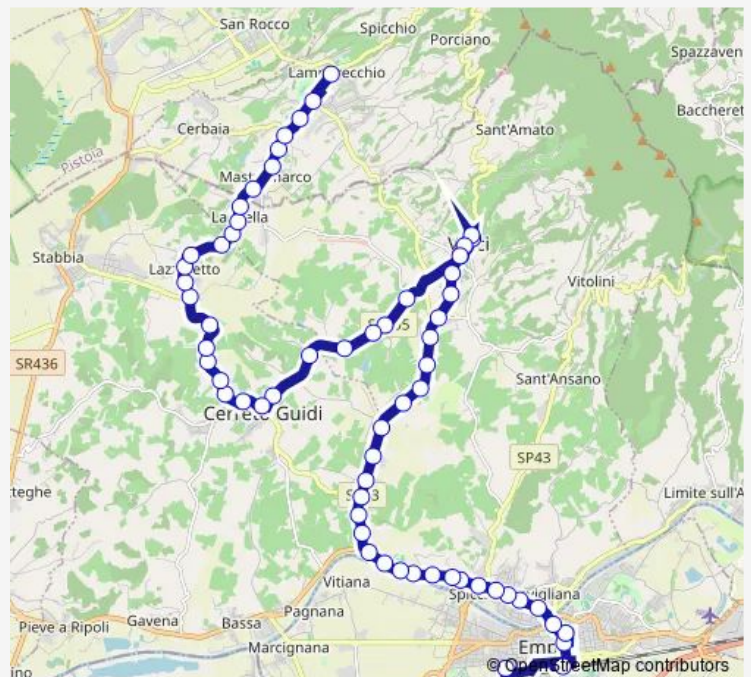 San Rocco
Spicchio
Porciano
Spazzaven
Baccheret
Cerbaia
Sant'Amato
Pistoia
Stabbia
Vitolini
SR436
Sant'Ansano
Cerreto Guidi
SP43
Limite sull'A
teghe
Vitiana
Pieve a Ripoli
Gavena
Bassa
Pagnana
Marcignana
© OpenStreetMap contributors